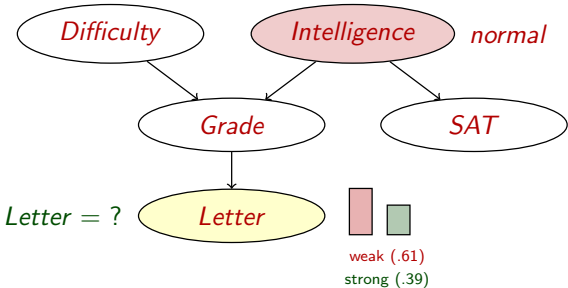 Difficulty
Intelligence
normal
Grade
SAT
Letter = ?
Letter
weak (.61)
strong (.39)